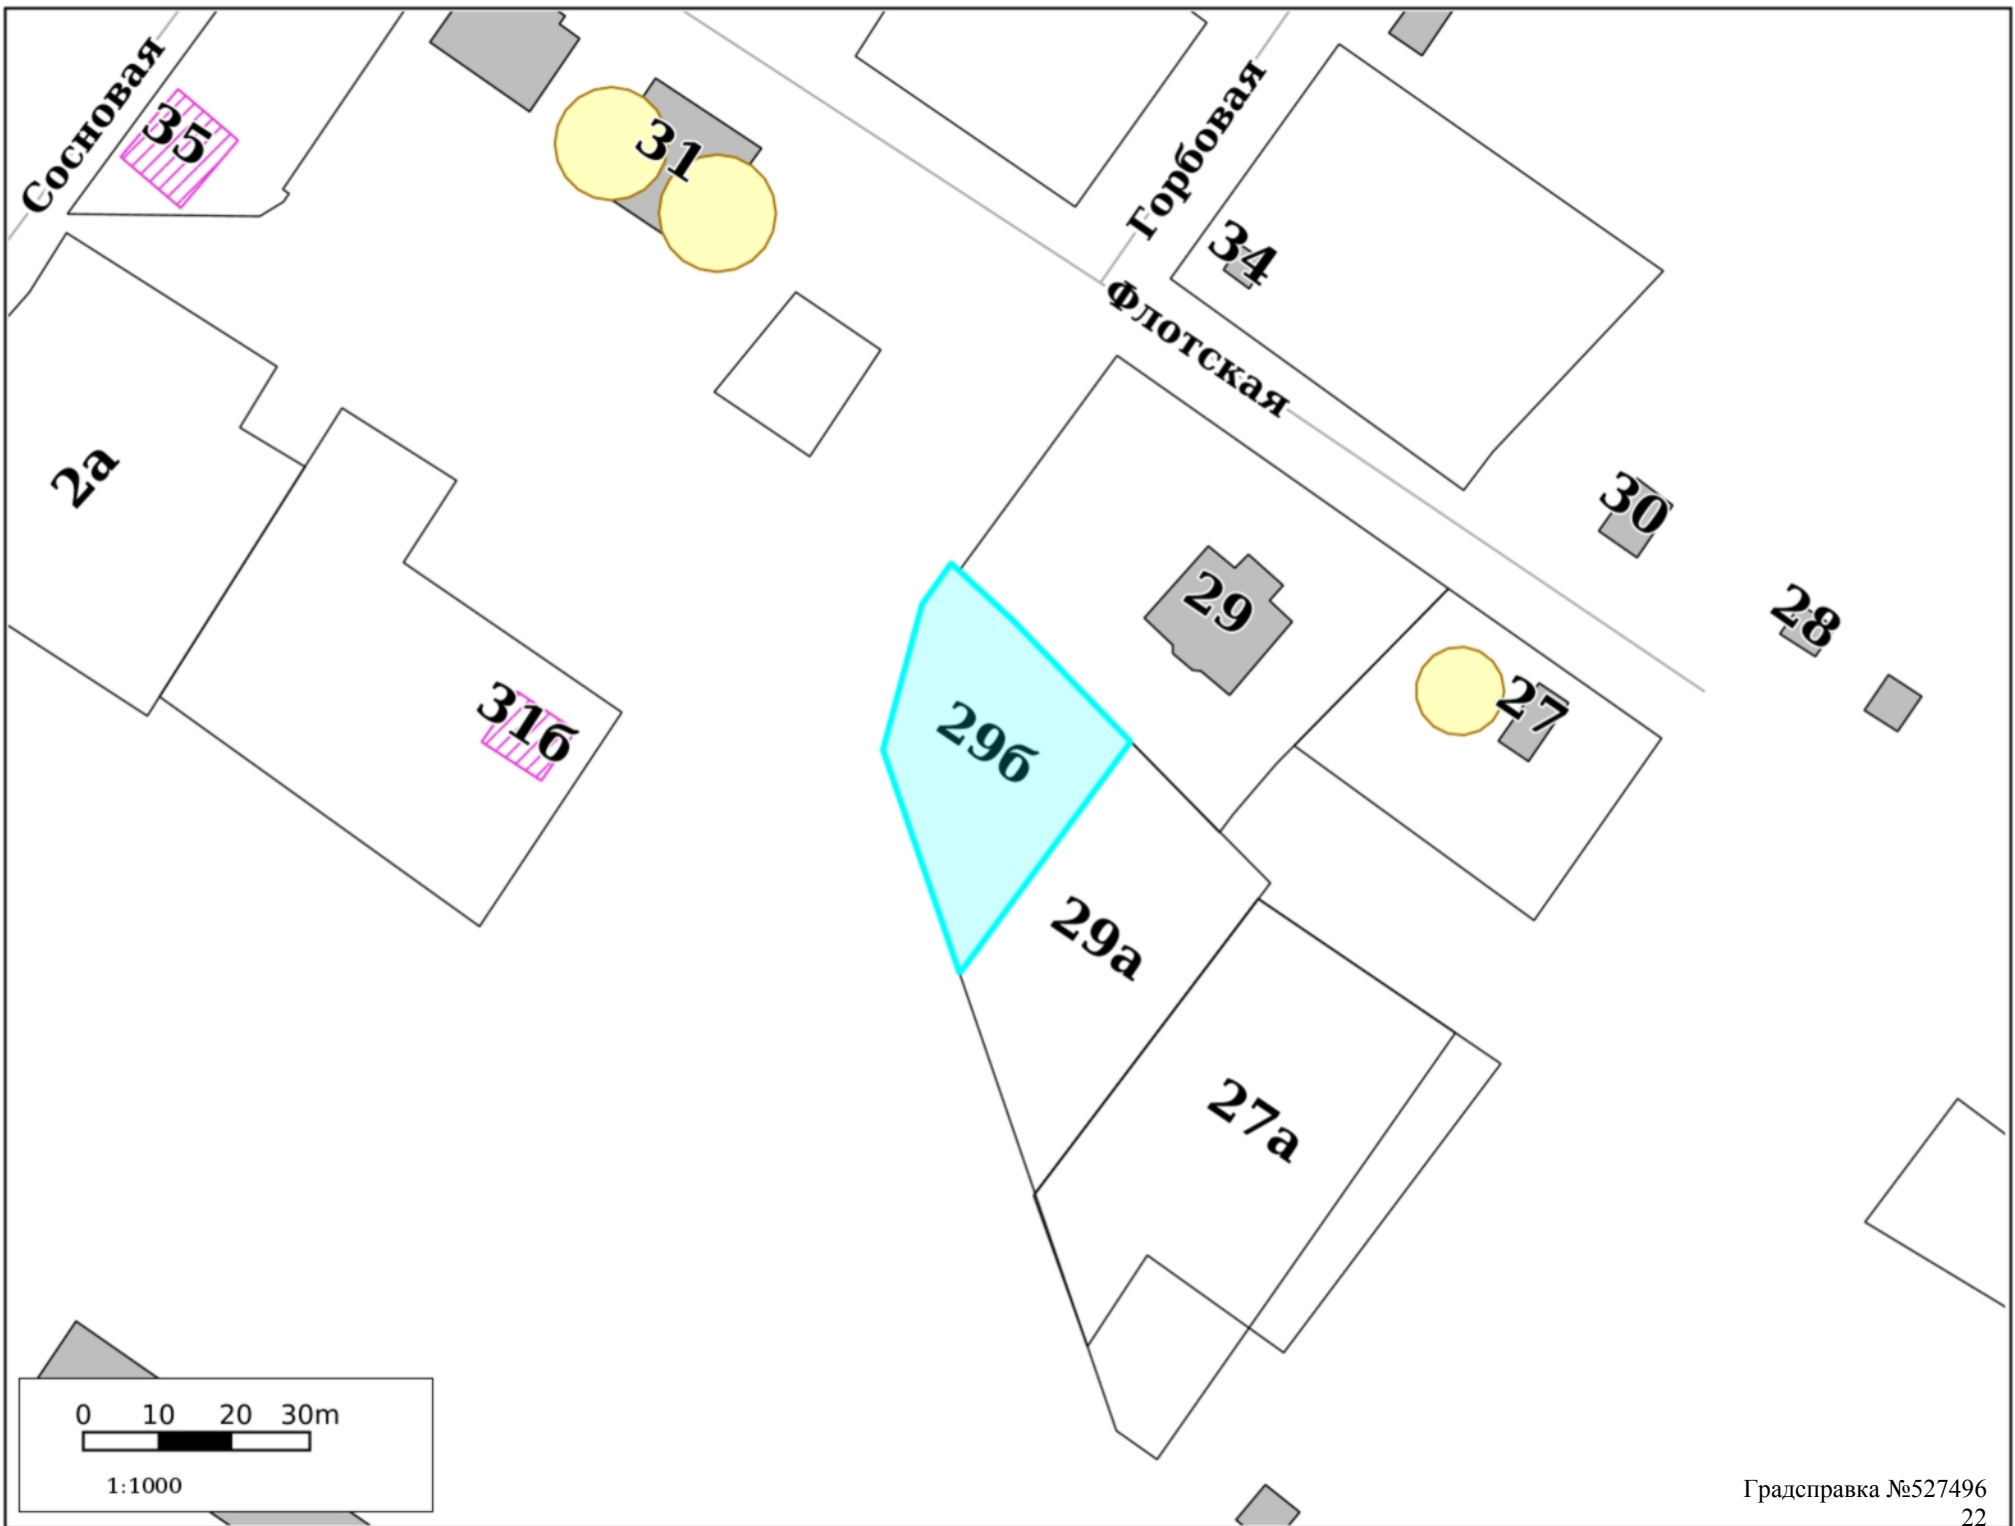 Сосновая
35
31
Горбовая
34
Флотская
2а
30
29
28
27
31б
29б
29а
27а
0 10 20 30m
1:1000
Градсправка №527496
22